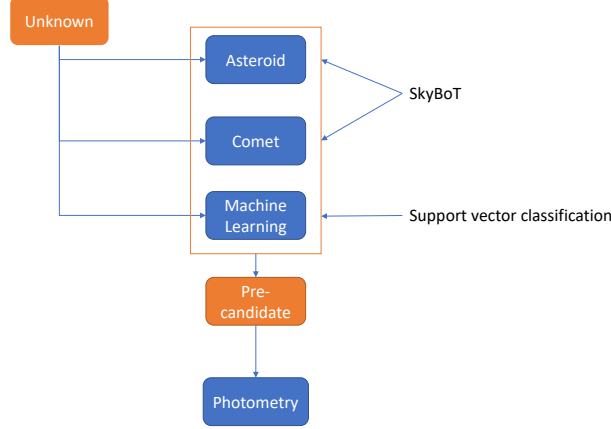 Unknown
Asteroid
SkyBoT
Comet
Machine
Learning
Support vector classification
Pre-
candidate
Photometry